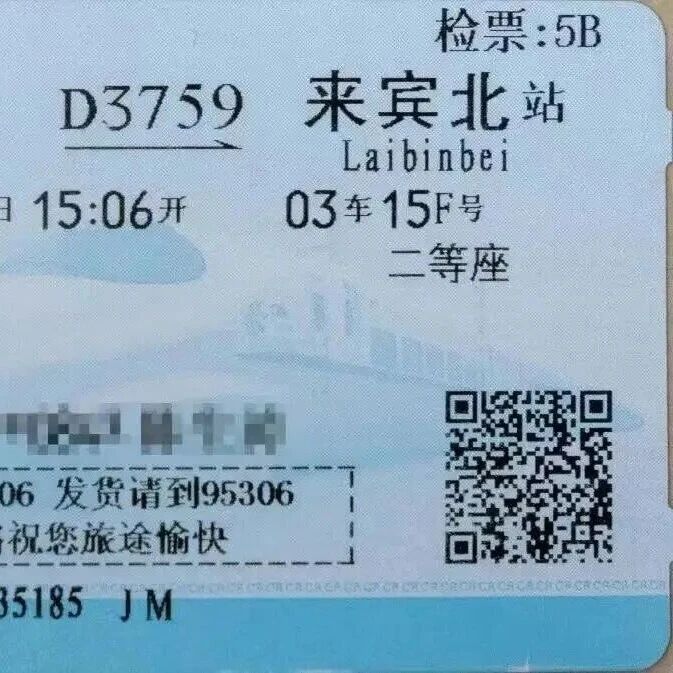 检票:5B
D3759 来宾北站
Laibinbei
日 15:06开 03车 15F号
二等座
06 发货请到95306
祝您旅途愉快
35185 JM